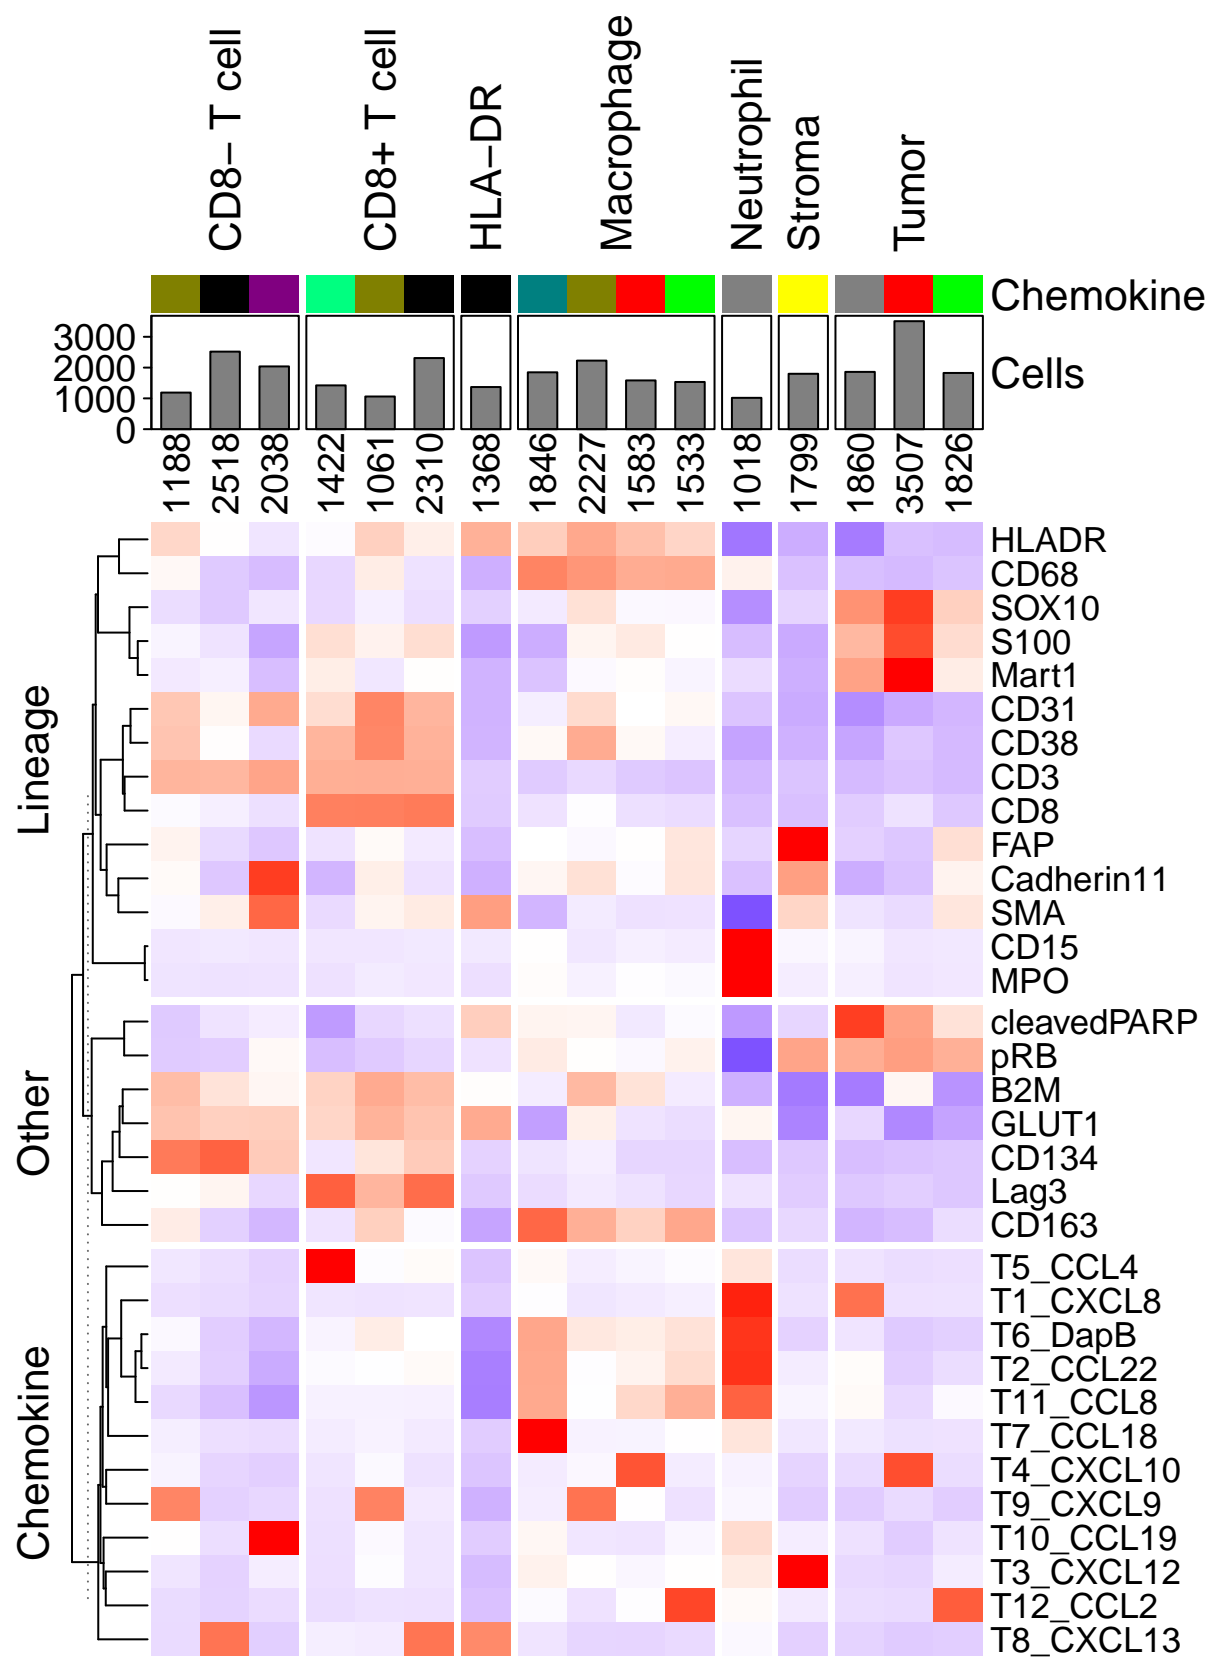 CD8− T cell
CD8+ T cell
HLA−DR
Macrophage
Neutrophil
Stroma
Tumor
Chemokine
3000
2000
1000
0
Cells
1188
2518
2038
1422
1061
2310
1368
1846
2227
1583
1533
1018
1799
1860
3507
1826
Lineage
HLADR
CD68
SOX10
S100
Mart1
CD31
CD38
CD3
CD8
FAP
Cadherin11
SMA
CD15
MPO
Other
cleavedPARP
pRB
B2M
GLUT1
CD134
Lag3
CD163
Chemokine
T5_CCL4
T1_CXCL8
T6_DapB
T2_CCL22
T11_CCL8
T7_CCL18
T4_CXCL10
T9_CXCL9
T10_CCL19
T3_CXCL12
T12_CCL2
T8_CXCL13